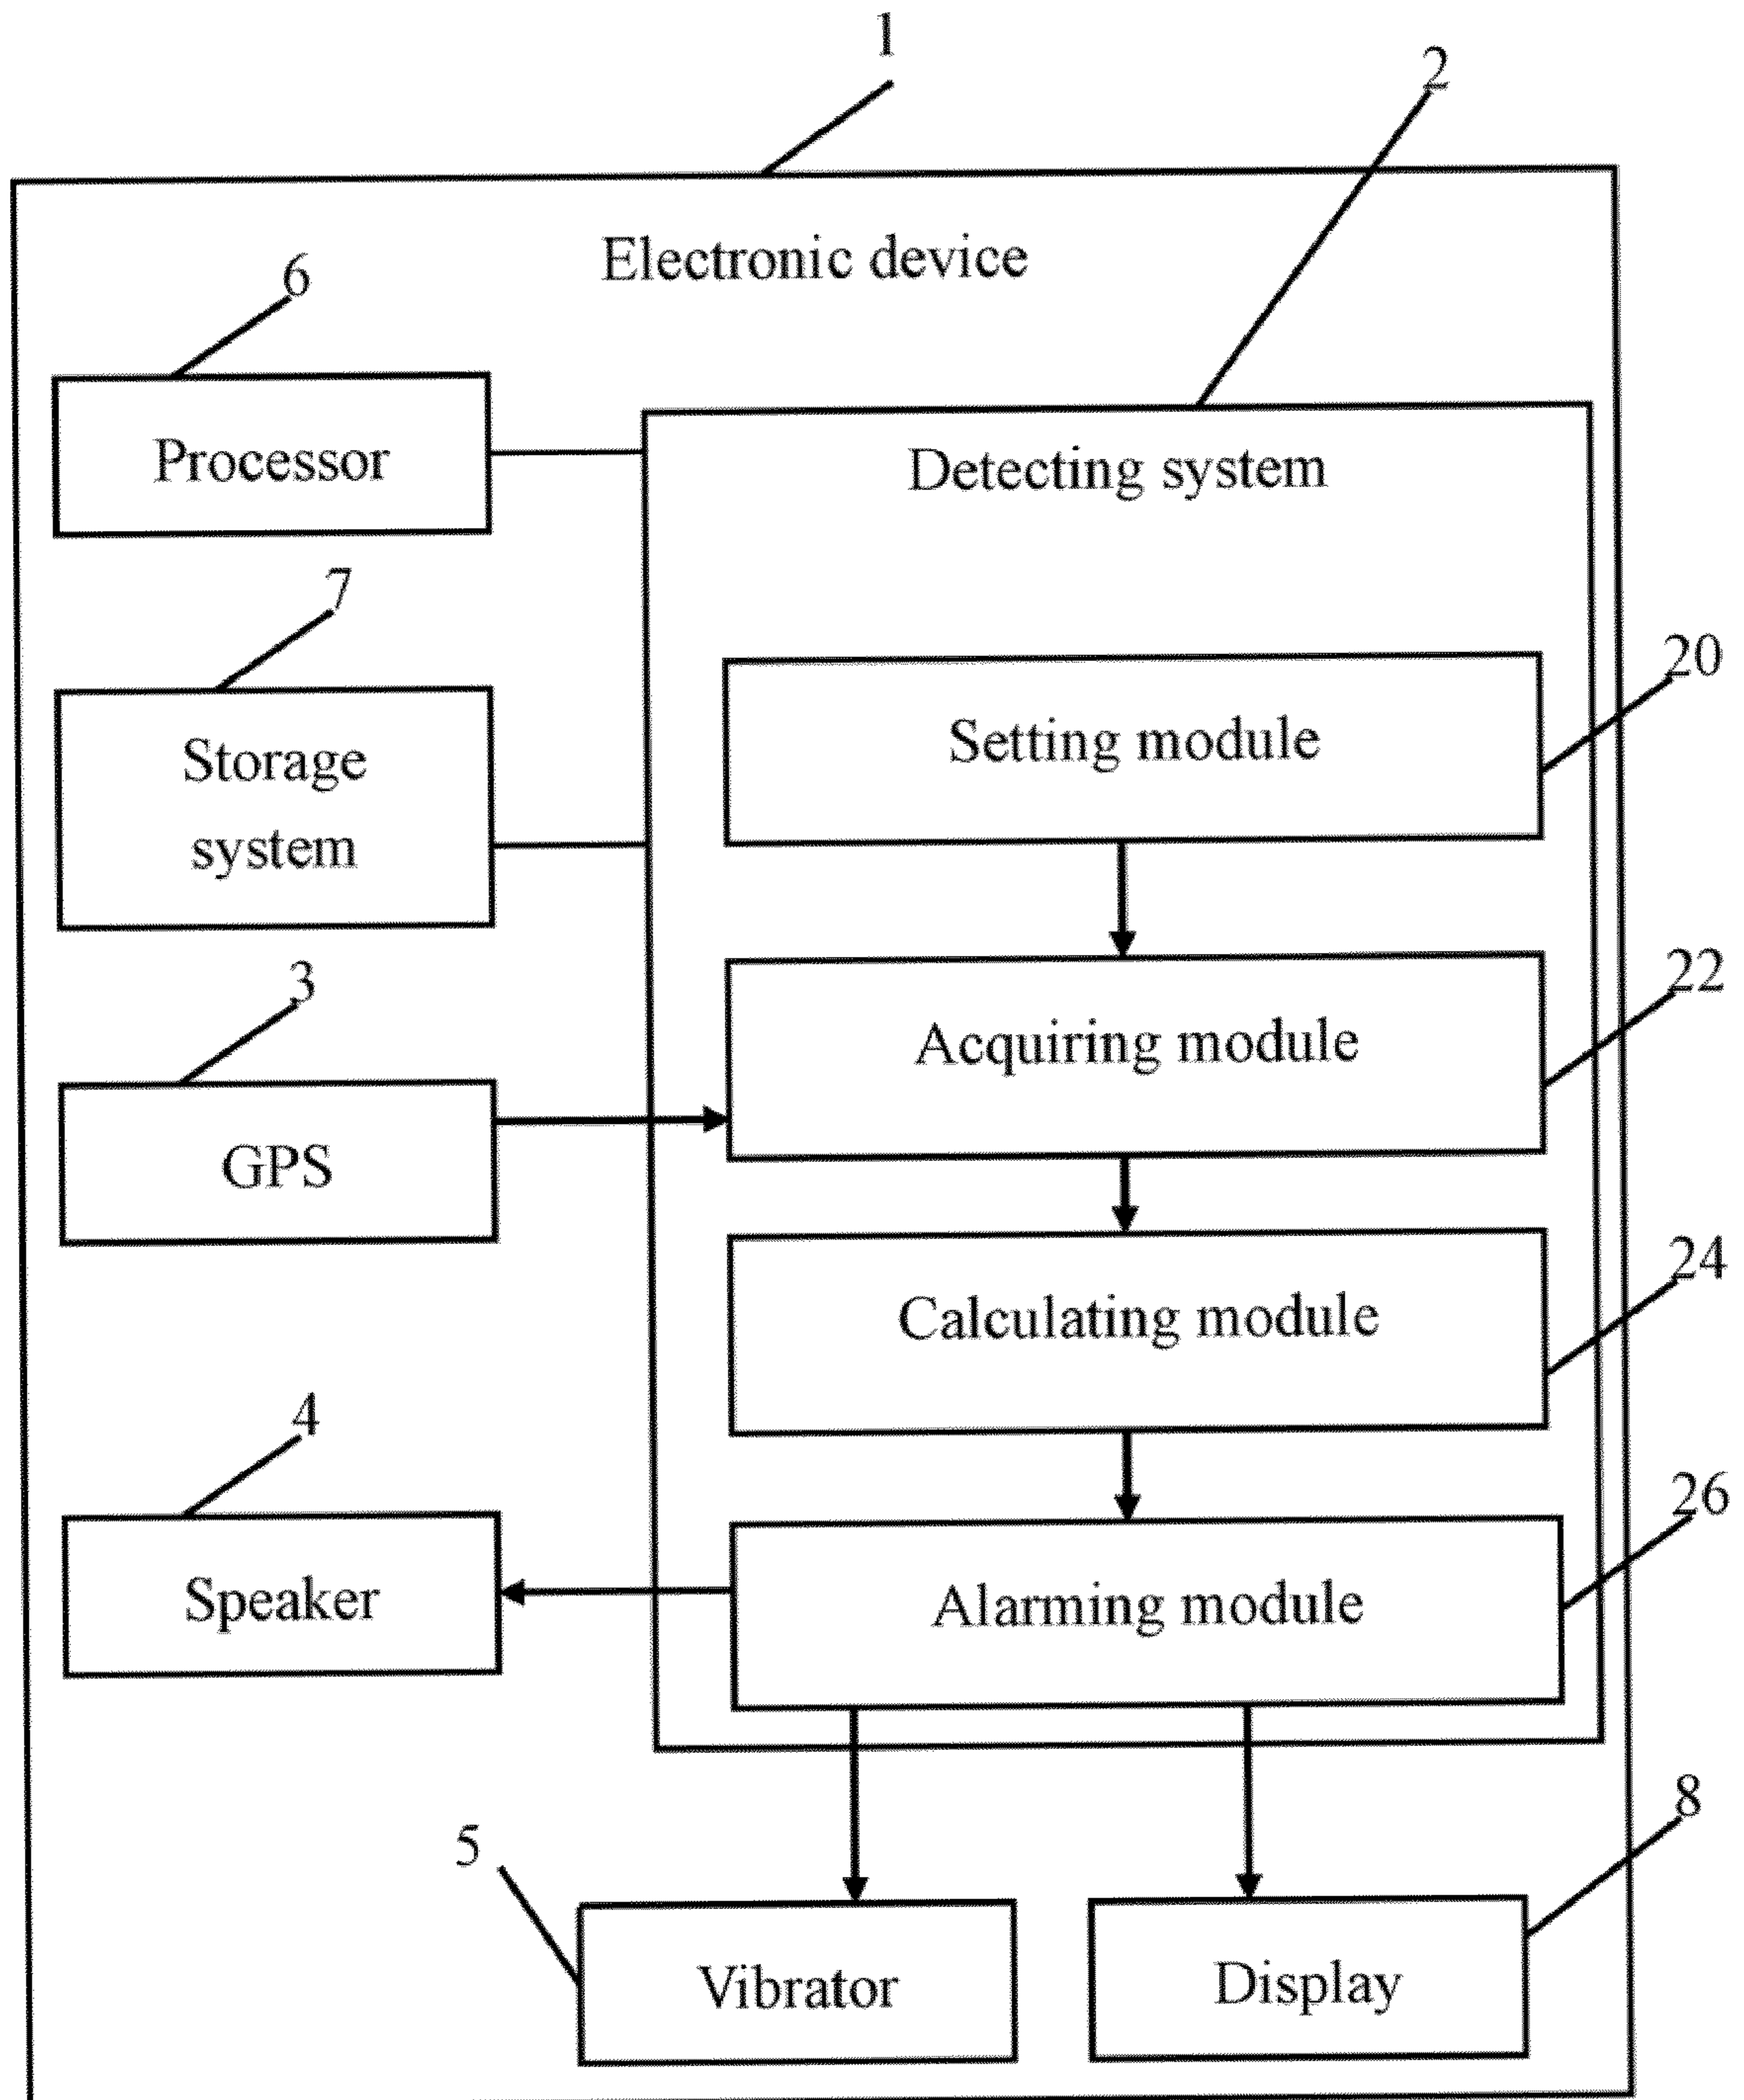 1
2
Electronic device
6
Processor
Detecting system
7
Storage
system
20
Setting module
3
22
Acquiring module
GPS
24
Calculating module
4
26
Speaker
Alarming module
5
8
Vibrator
Display